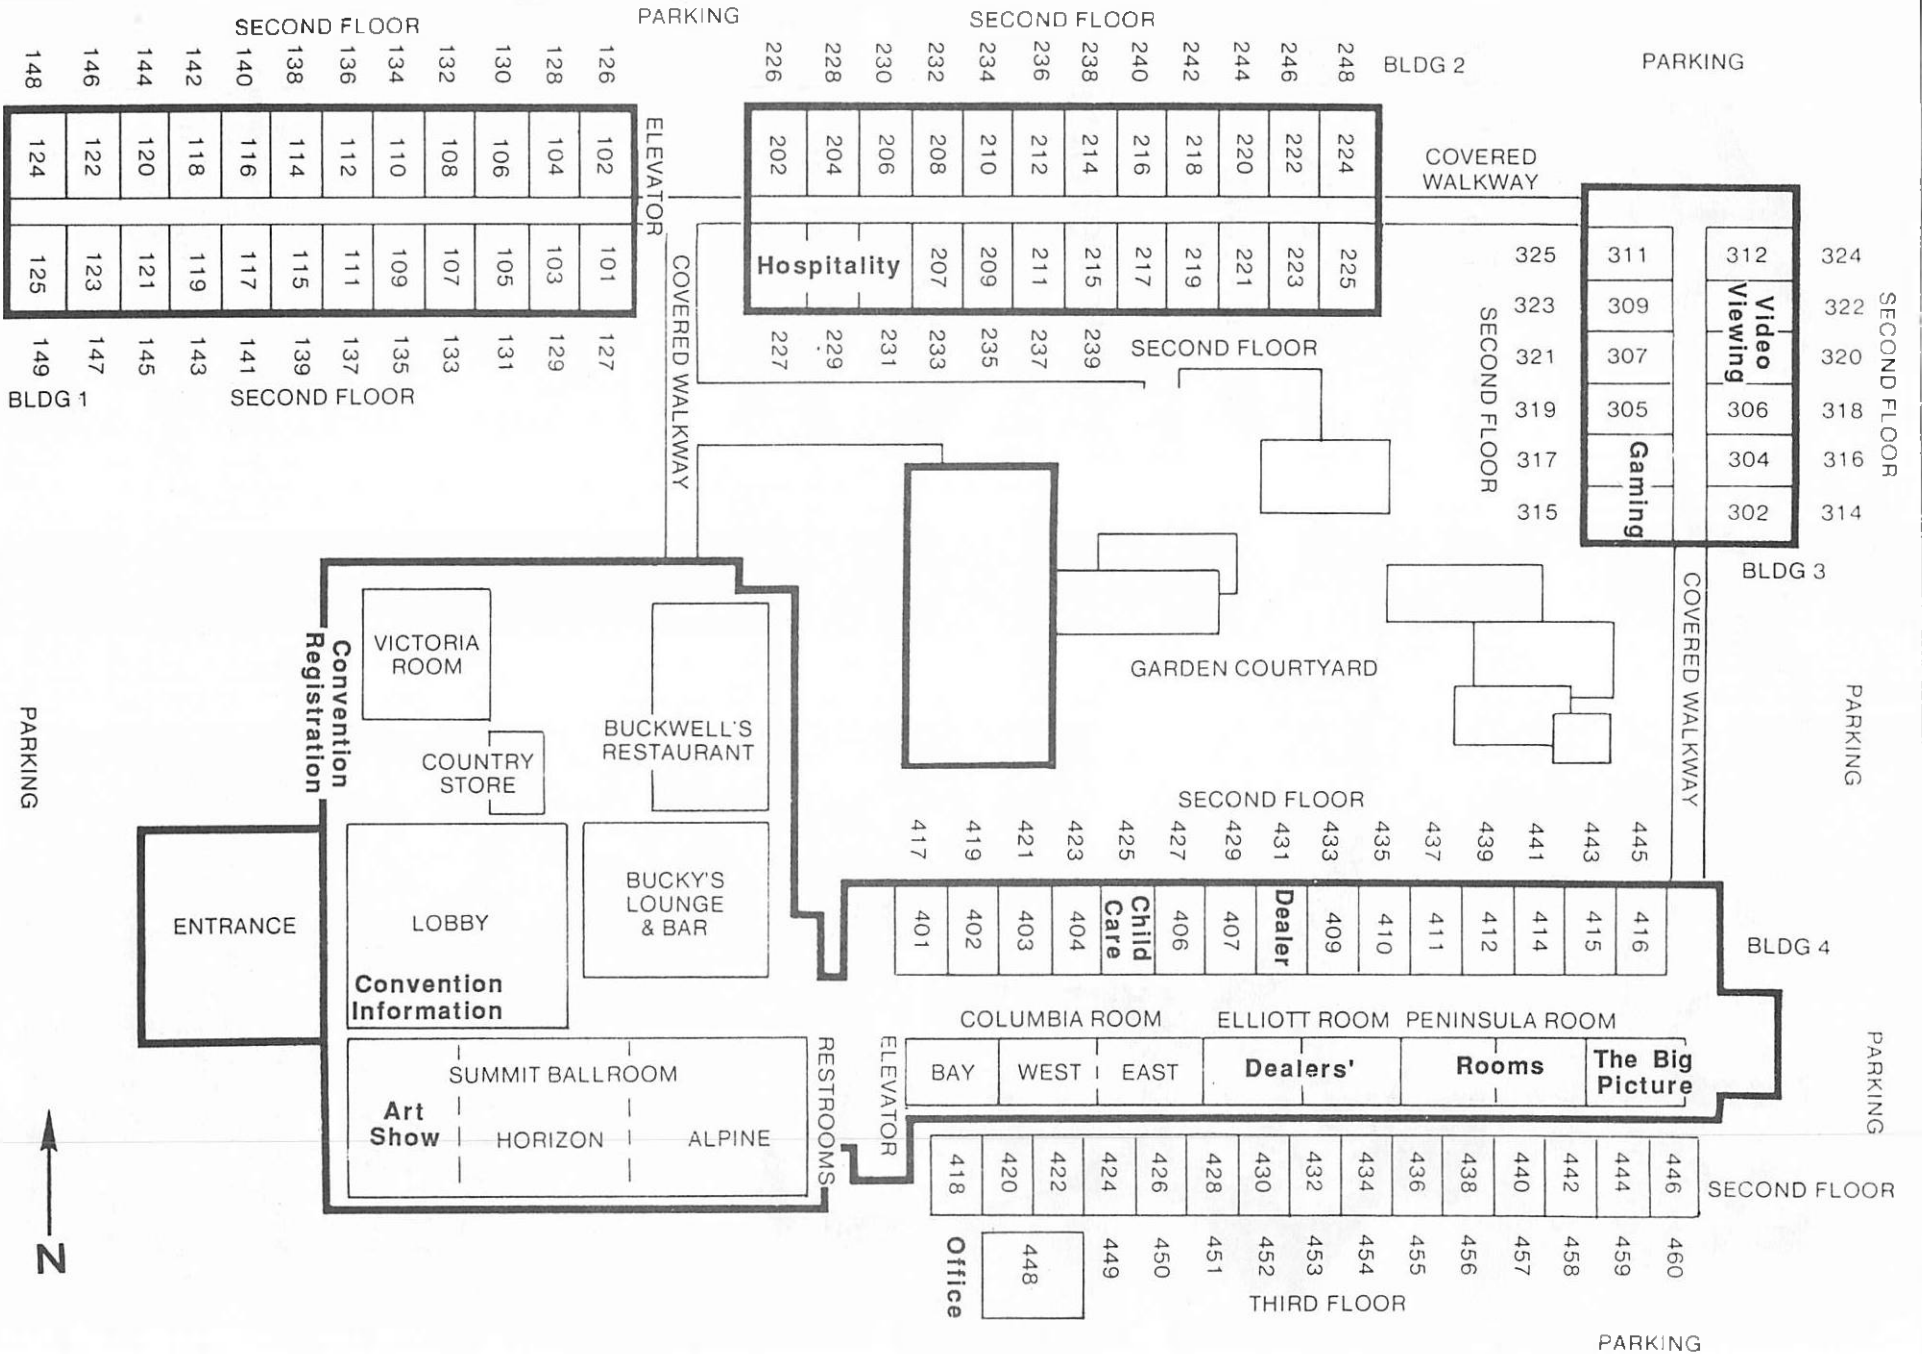 SECOND FLOOR
PARKING
SECOND FLOOR
148 146 144 142 140 138 136 134 132 130 128 126
226 228 230 232 234 236 238 240 242 244 246 248
BLDG 2
PARKING
124 122 120 118 116 114 112 110 108 106 104 102
ELEVATOR
202 204 206 208 210 212 214 216 218 220 222 224
COVERED
WALKWAY
125 123 121 119 117 115 111 109 107 105 103 101
Hospitality
207 209 211 215 217 219 221 223 225
149 147 145 143 141 139 137 135 133 131 129 127
227 229 231 233 235 237 239
SECOND FLOOR
BLDG 1
SECOND FLOOR
COVERED WALKWAY
325 311 312 324
323 309 322
321 307 320
319 305 306 318
317 304 316
315 302 314
Video
Viewing
Gaming
SECOND FLOOR
SECOND FLOOR
BLDG 3
COVERED WALKWAY
PARKING
PARKING
Convention
Registration
VICTORIA
ROOM
COUNTRY
STORE
BUCKWELL'S
RESTAURANT
GARDEN COURTYARD
ENTRANCE
LOBBY
Convention
Information
BUCKY'S
LOUNGE
& BAR
SECOND FLOOR
417 419 421 423 425 427 429 431 433 435 437 439 441 443 445
401 402 403 404
Child
Care
406 407
Dealer
409 410 411 412 414 415 416
BLDG 4
COLUMBIA ROOM
ELLIOTT ROOM
PENINSULA ROOM
SUMMIT BALLROOM
Art
Show
HORIZON
ALPINE
RESTROOMS
ELEVATOR
BAY
WEST
EAST
Dealers'
Rooms
The Big
Picture
PARKING
418 420 422 424 426 428 430 432 434 436 438 440 442 444 446
SECOND FLOOR
Office
448 449 450 451 452 453 454 455 456 457 458 459 460
THIRD FLOOR
PARKING
N